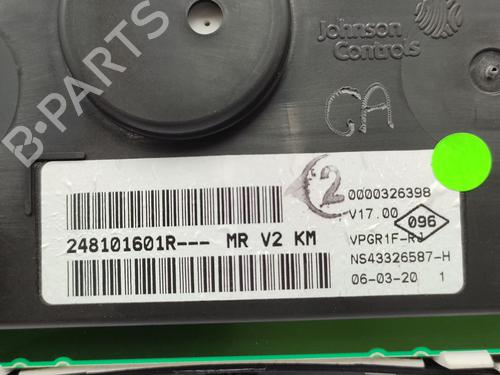 Johnson
Controls
CA
B-PARTS
2
0000326398
V17.00
096
248101601R--- MR V2 KM
VPGR1F-RJ
NS43326587-H
06-03-20 1